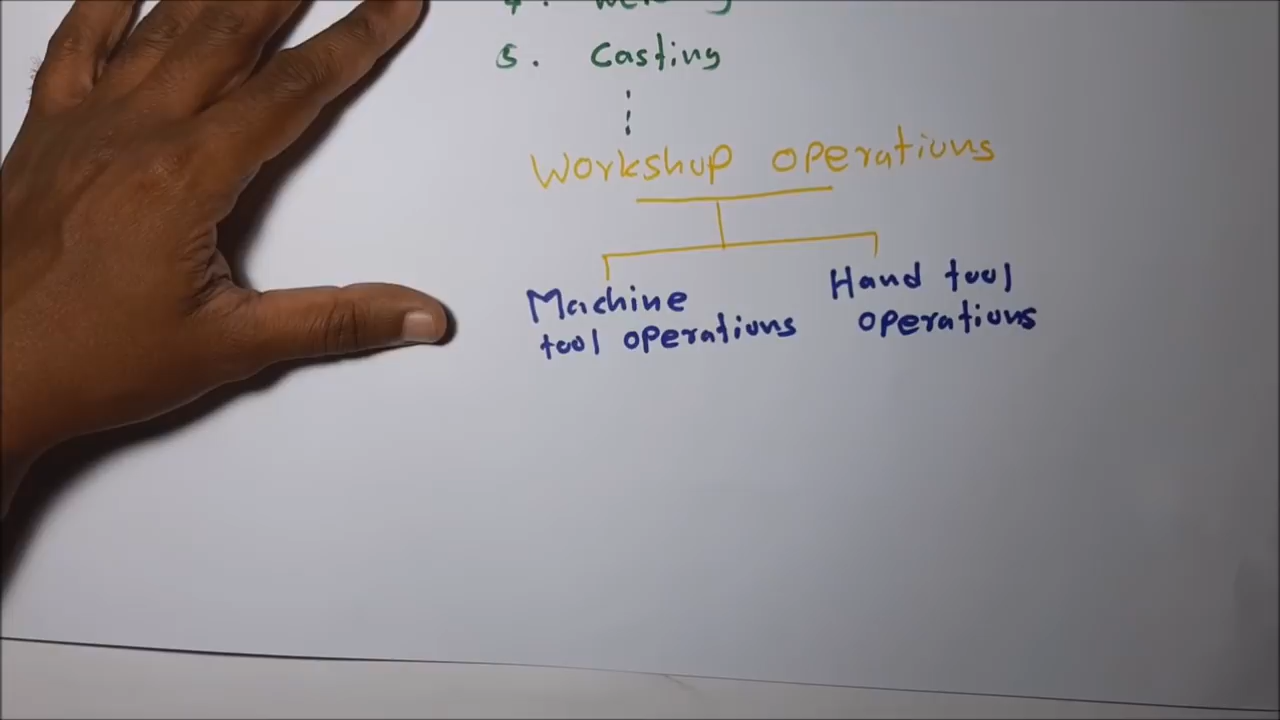 5. Casting
Workshop operations
Machine
tool operations
Hand tool
operations